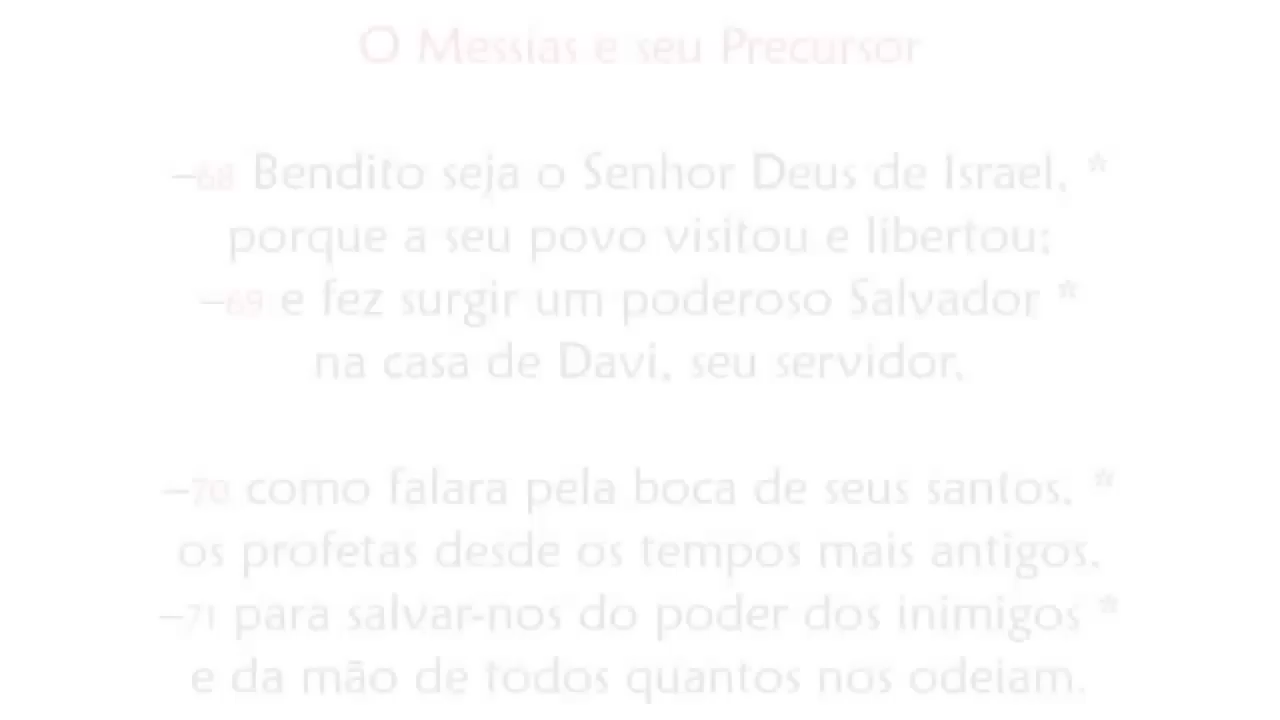 O Messias e seu Precursor
–68 Bendito seja o Senhor Deus de Israel, *
porque a seu povo visitou e libertou;
–69 e fez surgir um poderoso Salvador *
na casa de Davi, seu servidor,
–70 como falara pela boca de seus santos, *
os profetas desde os tempos mais antigos,
–71 para salvar-nos do poder dos inimigos *
e da mão de todos quantos nos odeiam.